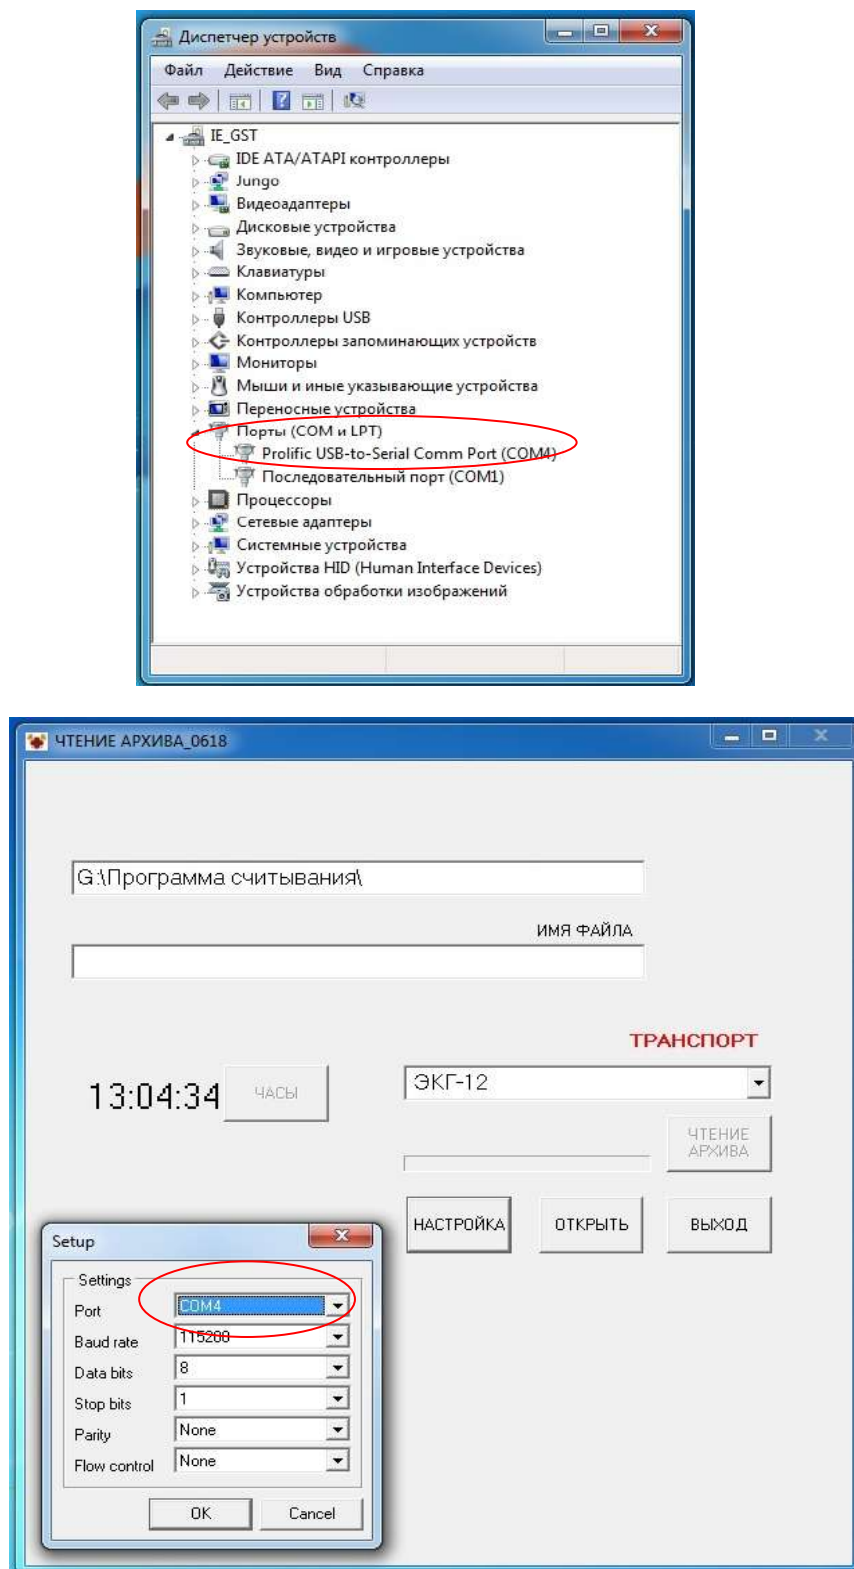 Диспетчер устройств
Файл Действие Вид Справка
IE_GST
IDE ATA/ATAPI контроллеры
Jungo
Видеоадаптеры
Дисковые устройства
Звуковые, видео и игровые устройства
Клавиатуры
Компьютер
Контроллеры USB
Контроллеры запоминающих устройств
Мониторы
Мыши и иные указывающие устройства
Переносные устройства
Порты (COM и LPT)
Prolific USB-to-Serial Comm Port (COM4)
Последовательный порт (COM1)
Процессоры
Сетевые адаптеры
Системные устройства
Устройства HID (Human Interface Devices)
Устройства обработки изображений
ЧТЕНИЕ АРХИВА_0618
G:\Программа считывания\
ИМЯ ФАЙЛА
ТРАНСПОРТ
13:04:34 ЧАСЫ ЭКГ-12
ЧТЕНИЕ
АРХИВА
НАСТРОЙКА ОТКРЫТЬ ВЫХОД
Setup
Settings
Port COM4
Baud rate 115200
Data bits 8
Stop bits 1
Parity None
Flow control None
OK Cancel